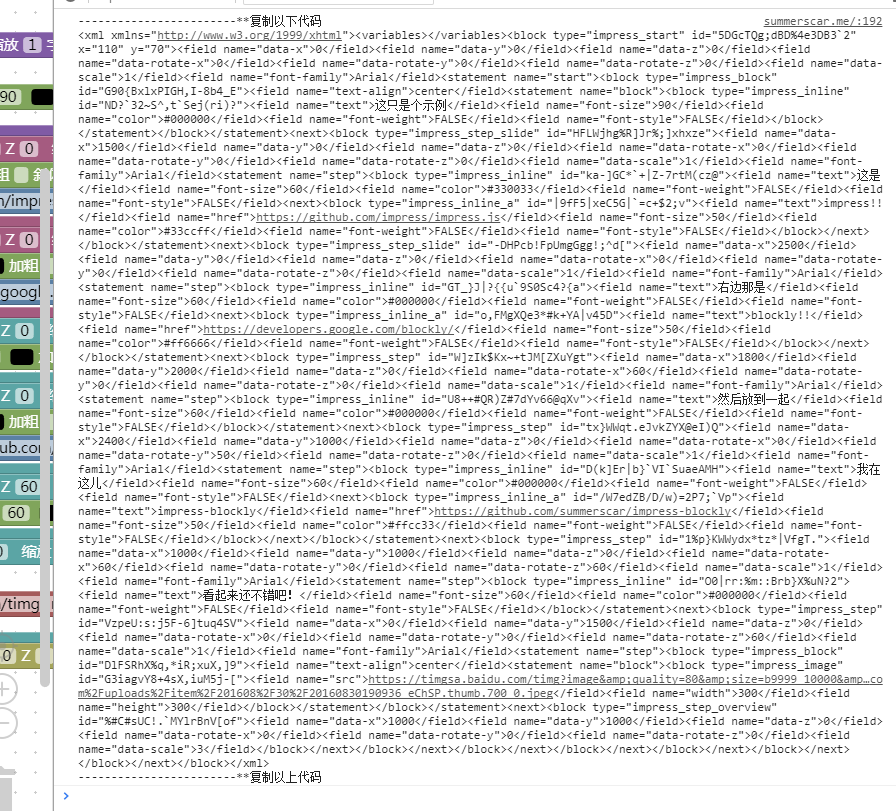 -----------------------**复制以下代码 summerscar.me/:192
<xml xmlns="http://www.w3.org/1999/xhtml"><variables></variables><block type="impress_start" id="5DGcTQg;dBD%4e3DB3`2"
x="110" y="70"><field name="data-x">0</field><field name="data-y">0</field><field name="data-z">0</field><field
name="data-rotate-x">0</field><field name="data-rotate-y">0</field><field name="data-rotate-z">0</field><field name="data-
scale">1</field><field name="font-family">Arial</field><statement name="start"><block type="impress_block"
id="G90{BxlxPIGH,I-8b4_E"><field name="text-align">center</field><statement name="block"><block type="impress_inline"
id="ND?`32~S^,t`Sej(ri)?"><field name="text">这只是个示例</field><field name="font-size">90</field><field
name="color">#000000</field><field name="font-weight">FALSE</field><field name="font-style">FALSE</field></block>
</statement></block></statement><next><block type="impress_step_slide" id="HFLWjhg%R]Jr%;]xhxze"><field name="data-
x">1500</field><field name="data-y">0</field><field name="data-z">0</field><field name="data-rotate-x">0</field><field
name="data-rotate-y">0</field><field name="data-rotate-z">0</field><field name="data-scale">1</field><field name="font-
family">Arial</field><statement name="step"><block type="impress_inline" id="ka-]GC*`+|Z-7rtM(cz@"><field name="text">这是
</field><field name="font-size">60</field><field name="color">#330033</field><field name="font-weight">FALSE</field><field
name="font-style">FALSE</field><next><block type="impress_inline_a" id="|9fF5|xeC5G|`=c+$2;v"><field name="text">impress!!
</field><field name="href">https://github.com/impress/impress.js</field><field name="font-size">50</field><field
name="color">#33ccff</field><field name="font-weight">FALSE</field><field name="font-style">FALSE</field></block></next>
</block></statement><next><block type="impress_step_slide" id="-DHPcb!FpUmgGgg!;^d["><field name="data-x">2500</field>
<field name="data-y">0</field><field name="data-z">0</field><field name="data-rotate-x">0</field><field name="data-rotate-
y">0</field><field name="data-rotate-z">0</field><field name="data-scale">1</field><field name="font-family">Arial</field>
<statement name="step"><block type="impress_inline" id="GT_}J|?{{u`9S0Sc4?{a"><field name="text">右边那是</field><field
name="font-size">60</field><field name="color">#000000</field><field name="font-weight">FALSE</field><field name="font-
style">FALSE</field><next><block type="impress_inline_a" id="o,FMgXQe3*#k+YA|v45D"><field name="text">blockly!!</field>
<field name="href">https://developers.google.com/blockly/</field><field name="font-size">50</field><field
name="color">#ff6666</field><field name="font-weight">FALSE</field><field name="font-style">FALSE</field></block></next>
</block></statement><next><block type="impress_step" id="W]zIk$Kx~+tJM[ZXuYgt"><field name="data-x">1800</field><field
name="data-y">2000</field><field name="data-z">0</field><field name="data-rotate-x">60</field><field name="data-rotate-
y">0</field><field name="data-rotate-z">0</field><field name="data-scale">1</field><field name="font-family">Arial</field>
<statement name="step"><block type="impress_inline" id="U8++#QR)Z#7dYv66@qXv"><field name="text">然后放到一起</field><field
name="font-size">60</field><field name="color">#000000</field><field name="font-weight">FALSE</field><field name="font-
style">FALSE</field></block></statement><next><block type="impress_step" id="tx}WWqt.eJvkZYX@eI)Q"><field name="data-
x">2400</field><field name="data-y">1000</field><field name="data-z">0</field><field name="data-rotate-x">0</field><field
name="data-rotate-y">50</field><field name="data-rotate-z">0</field><field name="data-scale">1</field><field name="font-
family">Arial</field><statement name="step"><block type="impress_inline" id="D(k]Er|b}`VI`SuaeAMH"><field name="text">我在
这儿</field><field name="font-size">60</field><field name="color">#000000</field><field name="font-weight">FALSE</field>
<field name="font-style">FALSE</field><next><block type="impress_inline_a" id="/W7edZB/D/w)=2P7;`Vp"><field
name="text">impress-blockly</field><field name="href">https://github.com/summerscar/impress-blockly</field><field
name="font-size">50</field><field name="color">#ffcc33</field><field name="font-weight">FALSE</field><field name="font-
style">FALSE</field></block></next></block></statement><next><block type="impress_step" id="1%p}KWWydx*tz*|VfgT."><field
name="data-x">1000</field><field name="data-y">1000</field><field name="data-z">0</field><field name="data-rotate-
x">60</field><field name="data-rotate-y">0</field><field name="data-rotate-z">60</field><field name="data-scale">1</field>
<field name="font-family">Arial</field><statement name="step"><block type="impress_inline" id="O0|rr:%m::Brb}X%uN?2">
<field name="text">看起来还不错吧！</field><field name="font-size">60</field><field name="color">#000000</field><field
name="font-weight">FALSE</field><field name="font-style">FALSE</field></block></statement><next><block type="impress_step"
id="VzpeU:s:j5F-6]tuq4SV"><field name="data-x">0</field><field name="data-y">1500</field><field name="data-z">0</field>
<field name="data-rotate-x">0</field><field name="data-rotate-y">0</field><field name="data-rotate-z">60</field><field
name="data-scale">1</field><field name="font-family">Arial</field><statement name="step"><block type="impress_block"
id="DlFSRhX%q,*iR;xuX,]9"><field name="text-align">center</field><statement name="block"><block type="impress_image"
id="G3iagvY8+4sX,iuM5j-["><field name="src">https://timgsa.baidu.com/timg?image&amp;quality=80&amp;size=b9999_10000&amp…co
m%2Fuploads%2Fitem%2F201608%2F30%2F20160830190936_eChSP.thumb.700_0.jpeg</field><field name="width">300</field><field
name="height">300</field></block></statement></block></statement><next><block type="impress_step_overview"
id="%#C#sUC!.`MYlrBnV[of"><field name="data-x">1000</field><field name="data-y">1000</field><field name="data-z">0</field>
<field name="data-rotate-x">0</field><field name="data-rotate-y">0</field><field name="data-rotate-z">0</field><field
name="data-scale">3</field></block></next></block></next></block></next></block></next></block></next></block></next>
</block></next></block></xml>
-----------------------**复制以上代码
>
缩放 1
90
Z 0
Z 0
加粗
googl
Z 0
Z 0
加粗
ub.com
Z 60
60
缩放
/timg
0 Z